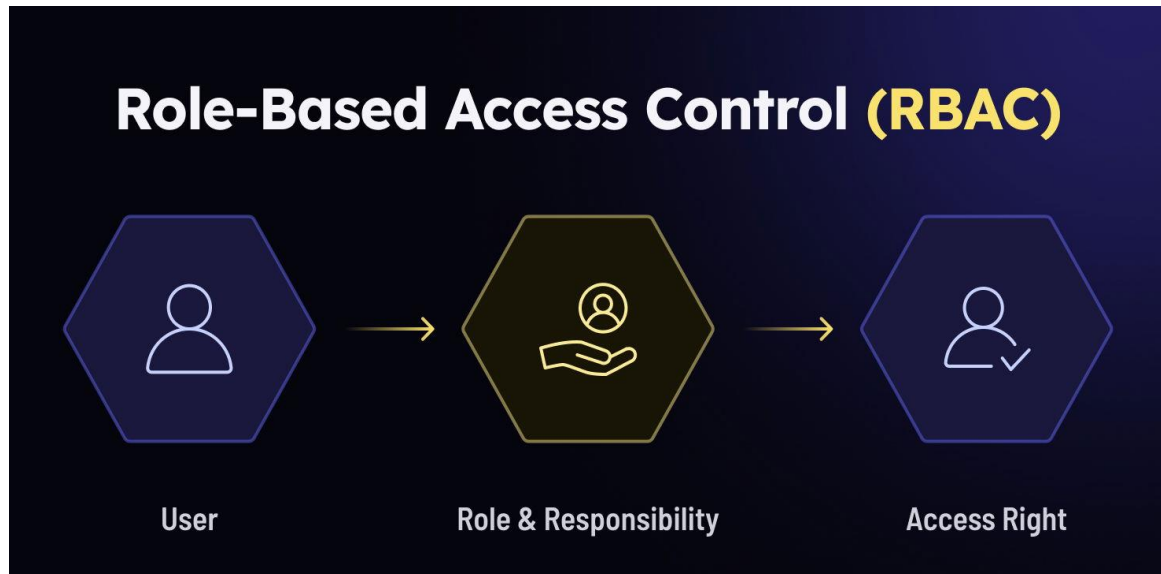 Role-Based Access Control (RBAC)
User
Role & Responsibility
Access Right